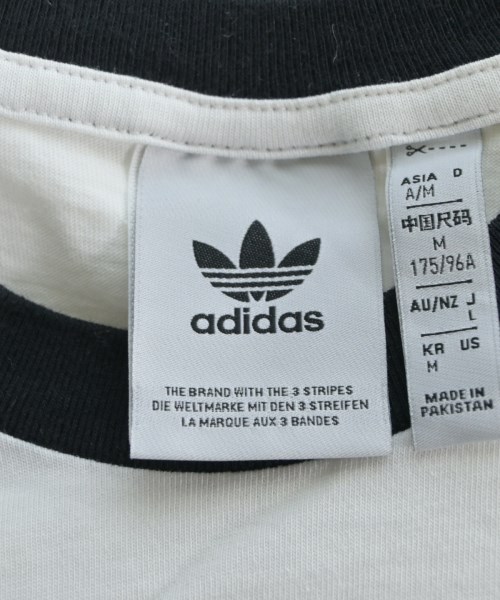 adidas
THE BRAND WITH THE 3 STRIPES
DIE WELTMARKE MIT DEN 3 STREIFEN
LA MARQUE AUX 3 BANDES
ASIA D
A/M
中国尺码
M
175/96A
AU/NZ J
L
KR US
M
MADE IN
PAKISTAN